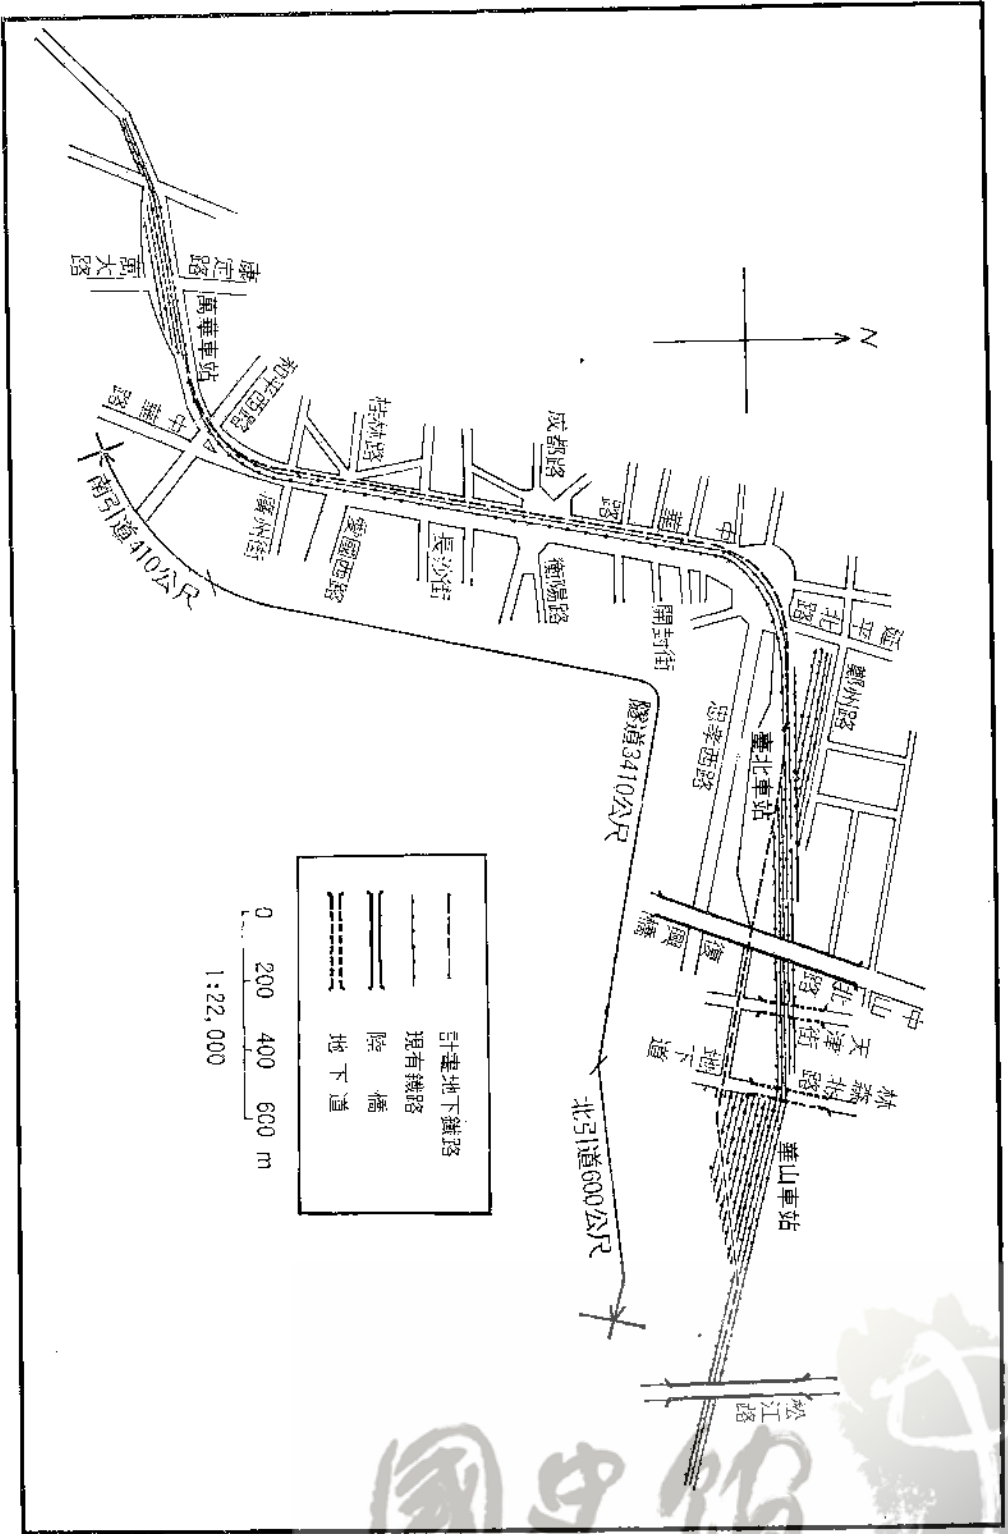 N
萬大路
康定路
萬華車站
和平西路
中華路
桂林路
成都路
中華路
廣州街
愛國西路
長沙街
衡陽路
開封街
延平北路
鄭州路
忠孝西路
臺北車站
復興橋
中山北路
天津街
林森北路
地下道
華山車站
松江路
南引道410公尺
隧道3410公尺
北引道600公尺
計畫地下鐵路
現有鐵路
陸橋
地下道
0 200 400 600 m
1:22,000
國史館